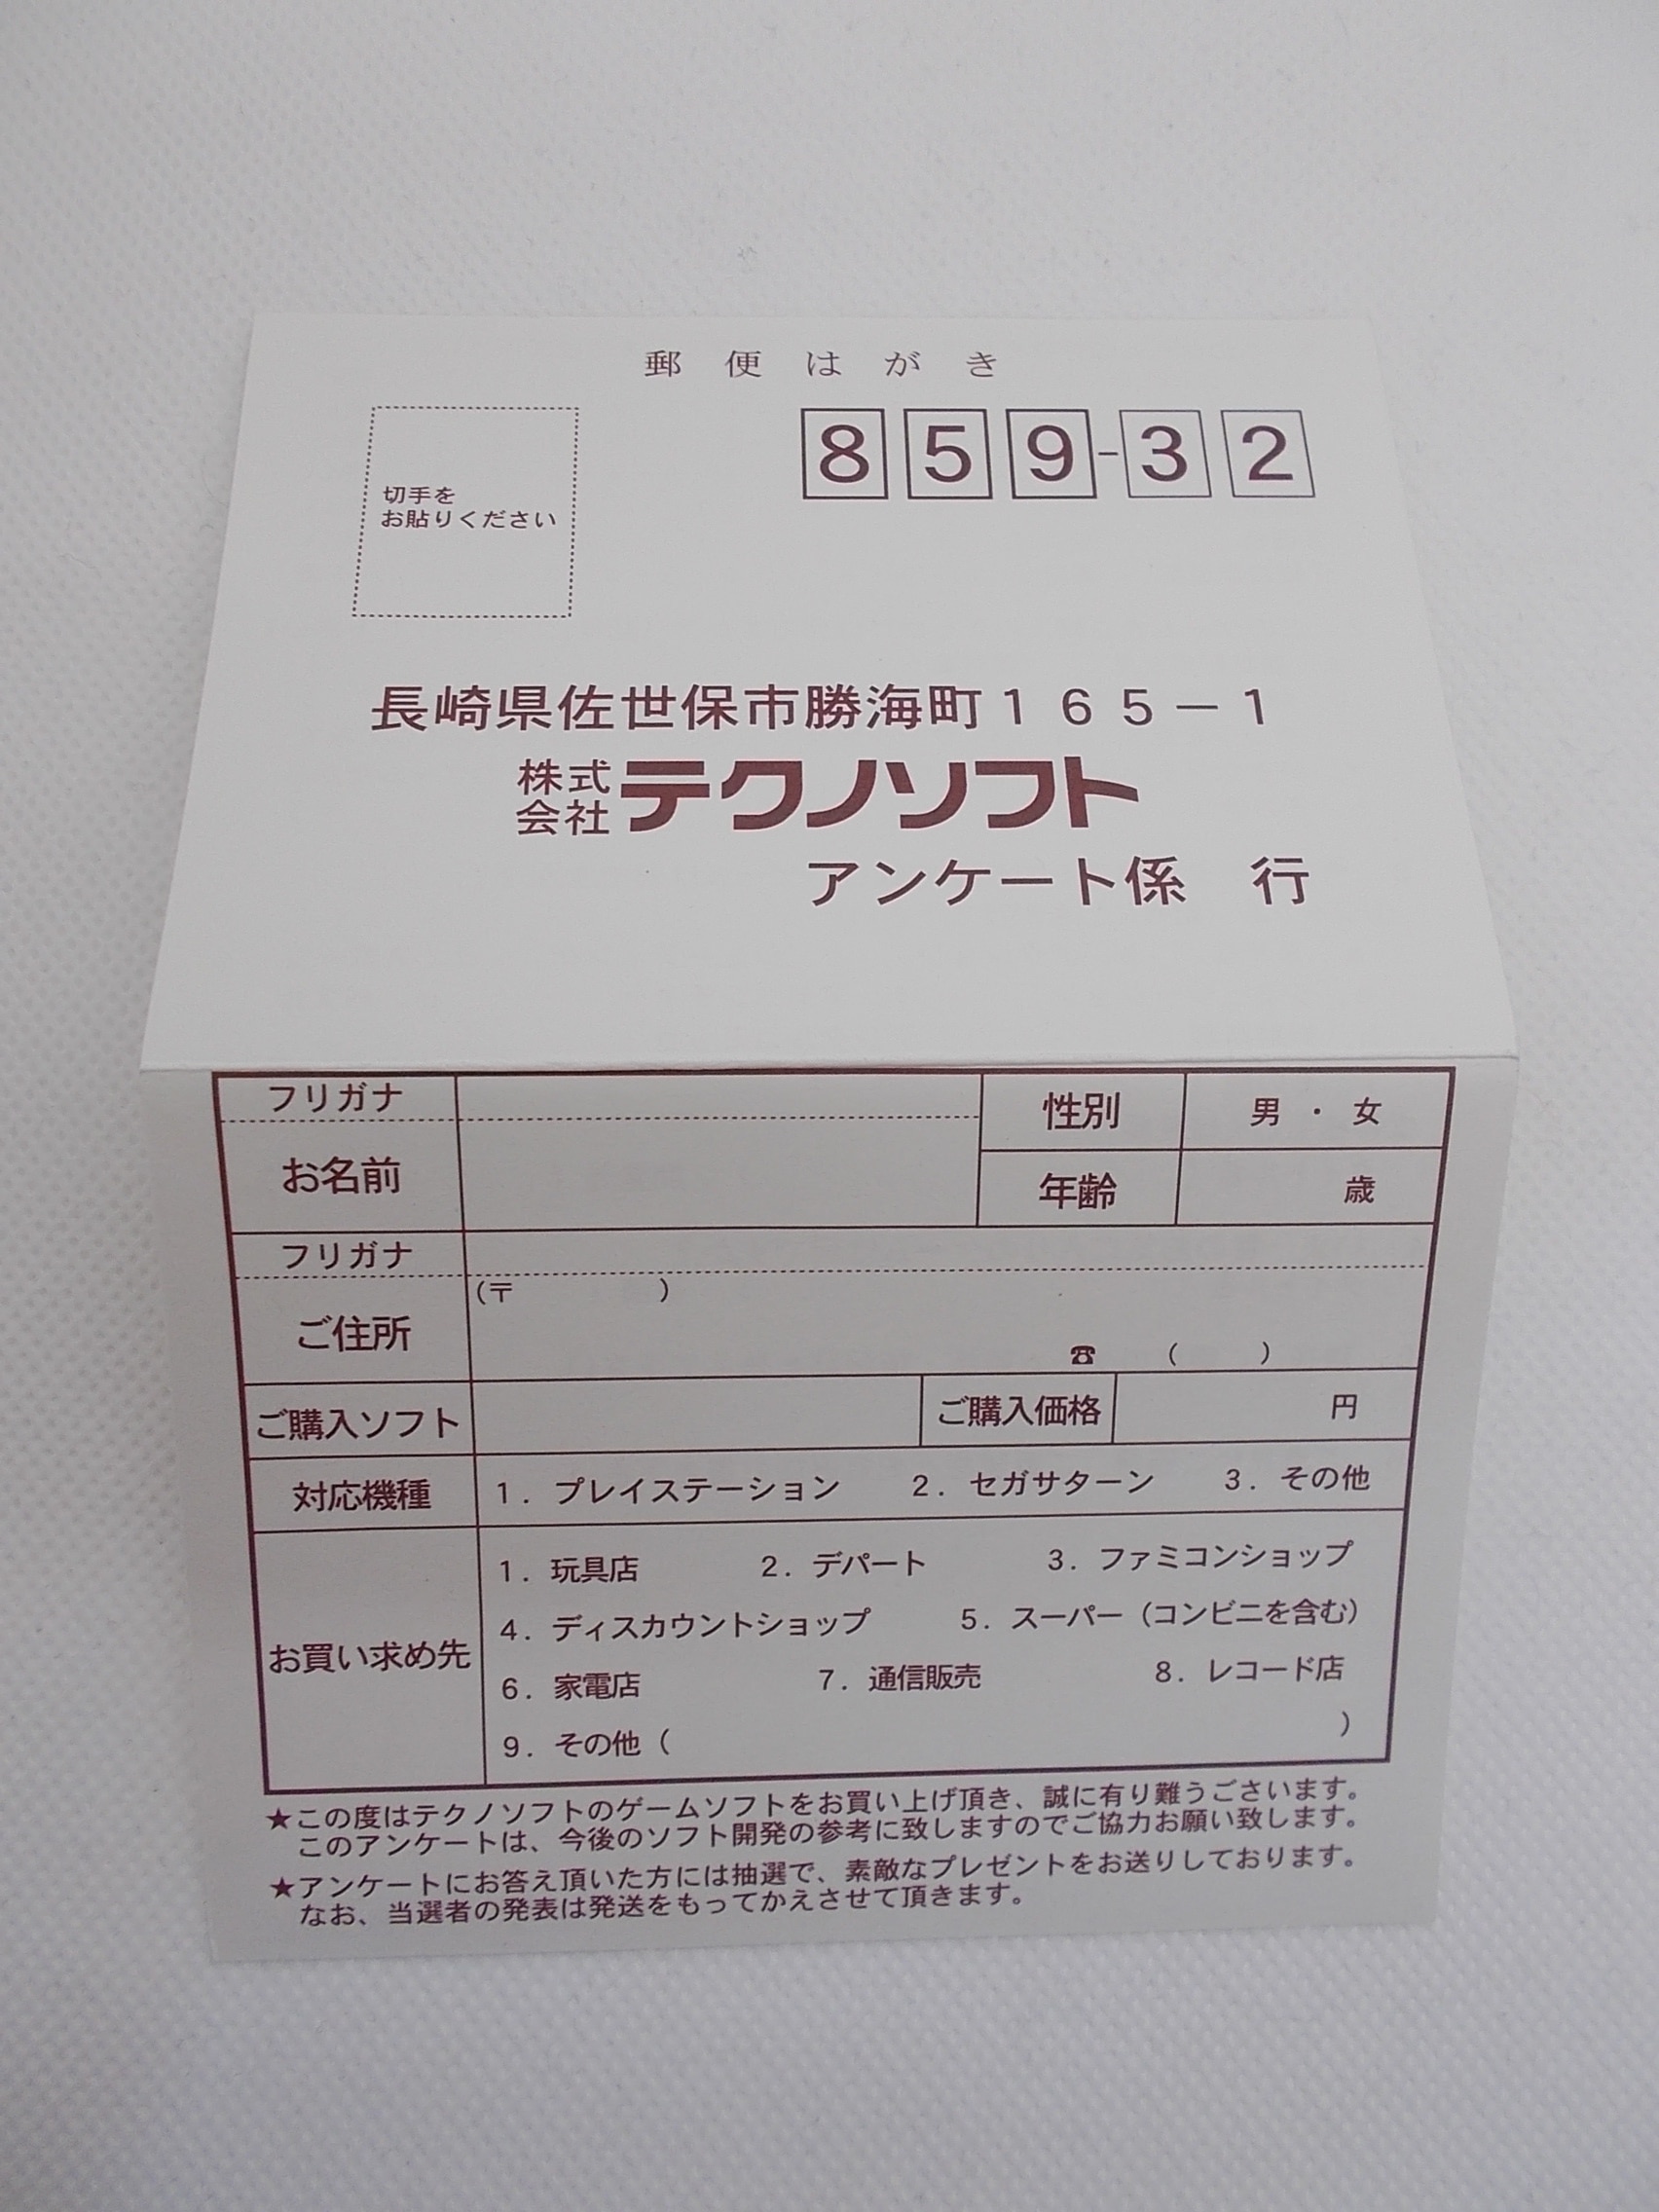 郵便はがき
859-32
切手を
お貼りください
長崎県佐世保市勝海町165-1
株式
会社
テクノソフト
アンケート係 行
フリガナ
お名前
性別 男 ・ 女
年齢 歳
フリガナ
ご住所
(〒 )
☎ ( )
ご購入ソフト ご購入価格 円
対応機種 1. プレイステーション 2. セガサターン 3. その他
お買い求め先
1. 玩具店 2. デパート 3. ファミコンショップ
4. ディスカウントショップ 5. スーパー（コンビニを含む）
6. 家電店 7. 通信販売 8. レコード店
9. その他 ( )
★この度はテクノソフトのゲームソフトをお買い上げ頂き、誠に有り難うございます。
このアンケートは、今後のソフト開発の参考に致しますのでご協力お願い致します。
★アンケートにお答え頂いた方には抽選で、素敵なプレゼントをお送りしております。
なお、当選者の発表は発送をもってかえさせて頂きます。